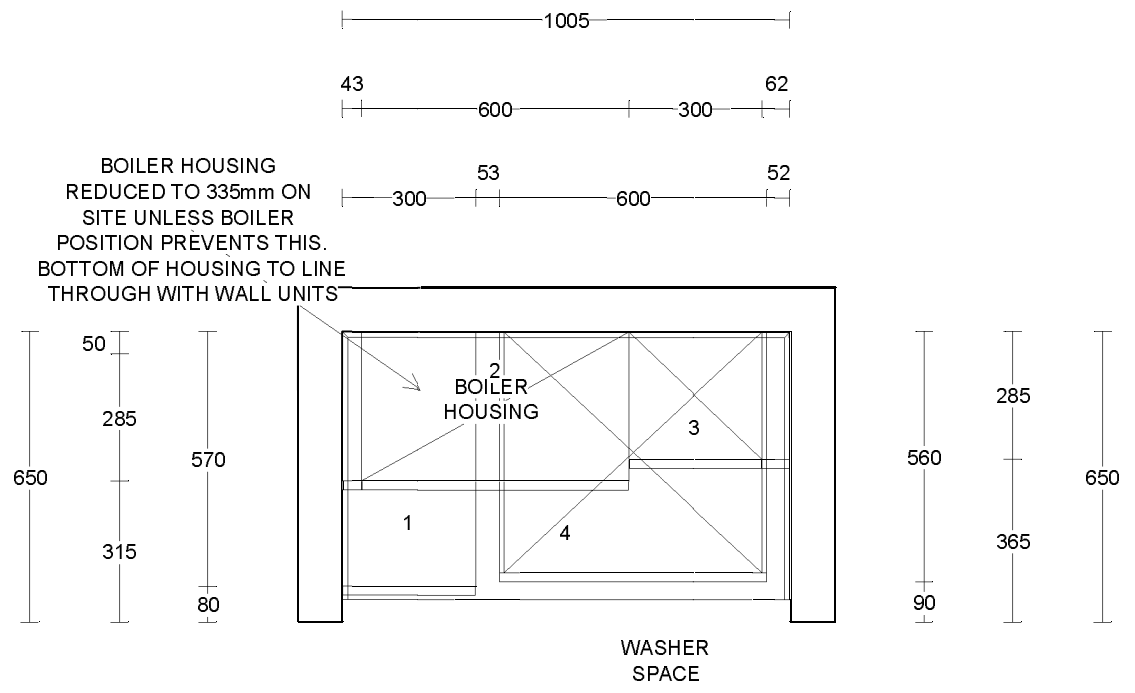 1005
43
62
600
300
53
52
300
600
BOILER HOUSING
REDUCED TO 335mm ON
SITE UNLESS BOILER
POSITION PREVENTS THIS.
BOTTOM OF HOUSING TO LINE
THROUGH WITH WALL UNITS
50
285
570
650
315
80
2
BOILER
HOUSING
3
1
4
285
560
650
365
90
WASHER
SPACE